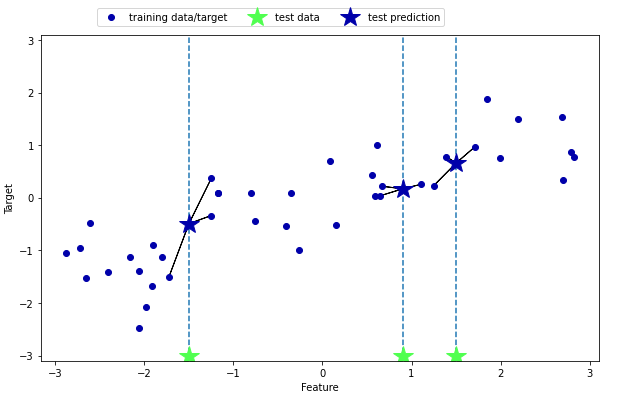 training data/target test data test prediction
3
2
1
0
−1
−2
−3
Target
−3 −2 −1 0 1 2 3
Feature